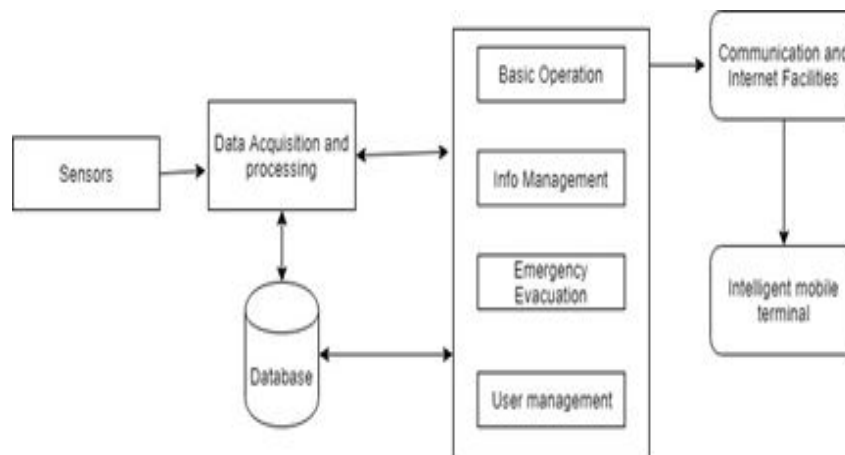 Sensors
Data Acquisition and
processing
Database
Basic Operation
Info Management
Emergency
Evacuation
User management
Communication and
Internet Facilities
Intelligent mobile
terminal